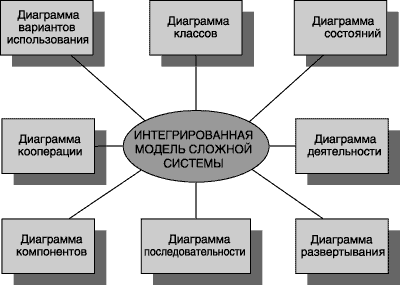 Диаграмма
вариантов
использования
Диаграмма
классов
Диаграмма
состояний
Диаграмма
кооперации
ИНТЕГРИРОВАННАЯ
МОДЕЛЬ СЛОЖНОЙ
СИСТЕМЫ
Диаграмма
деятельности
Диаграмма
компонентов
Диаграмма
последовательности
Диаграмма
развертывания